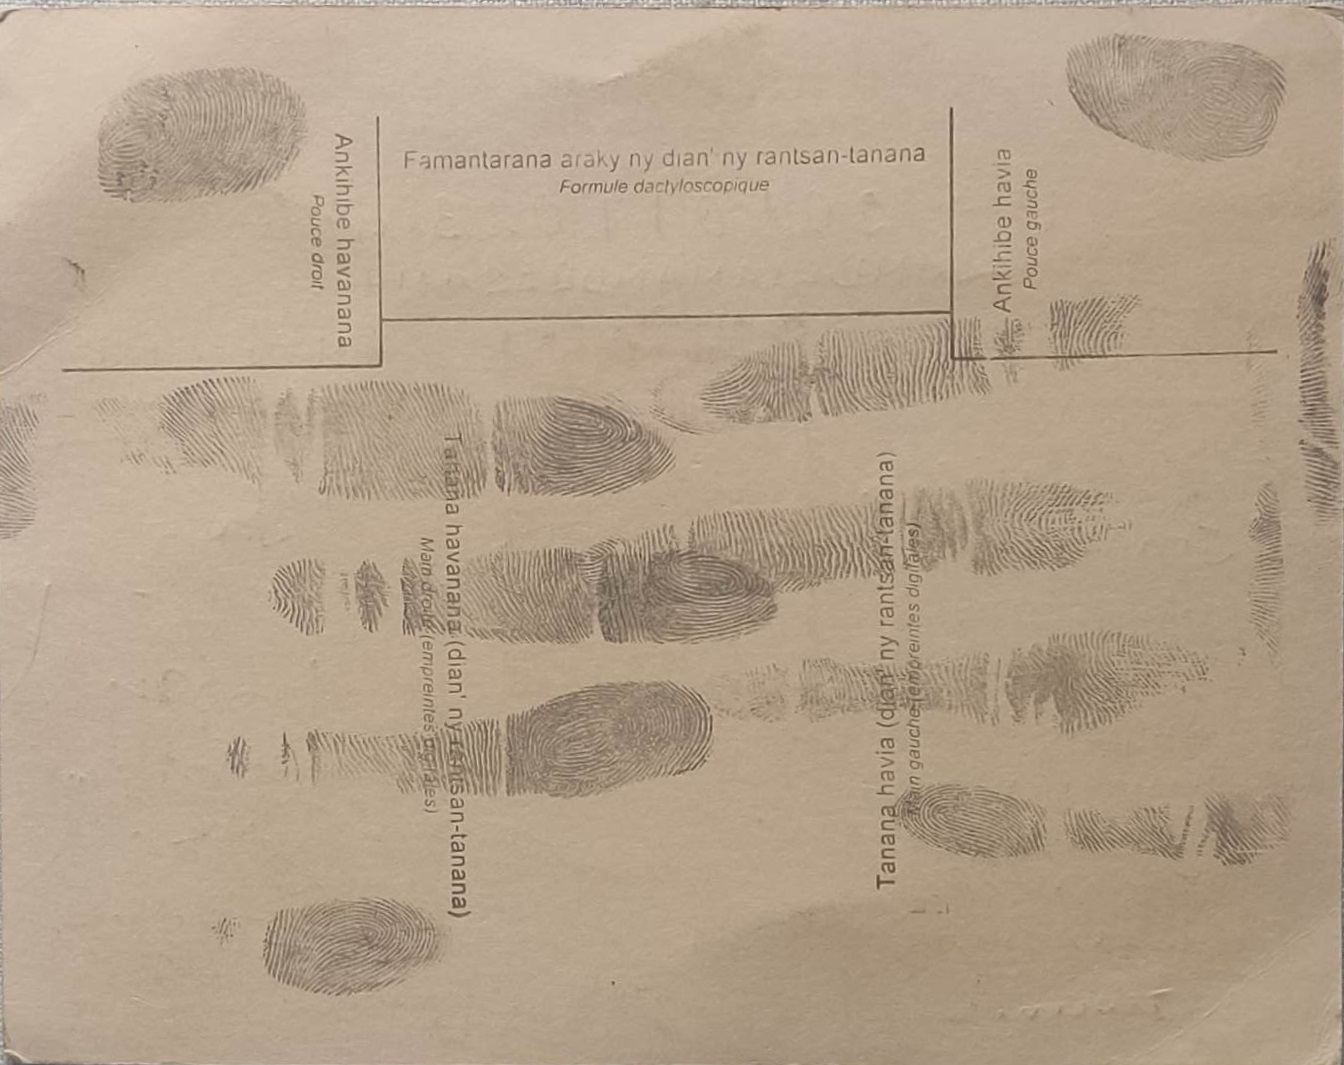 Famantarana araky ny dian' ny rantsan-tanana
Formule dactyloscopique
Ankihibe havanana
Pouce droit
Ankihibe havia
Pouce gauche
Tanana havanana (dian' ny rantsan-tanana)
Main droite (empreintes digitales)
Tanana havia (dian' ny rantsan-tanana)
Main gauche (empreintes digitales)